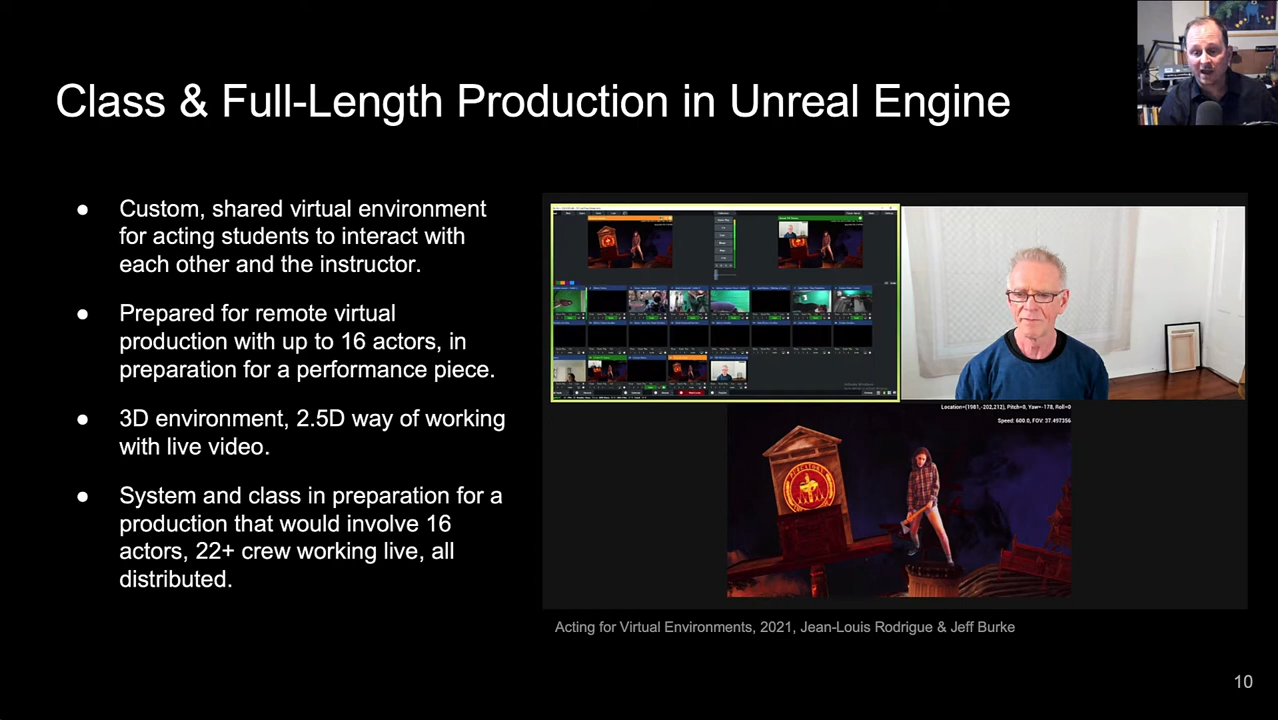 Class & Full-Length Production in Unreal Engine
● Custom, shared virtual environment
for acting students to interact with
each other and the instructor.
● Prepared for remote virtual
production with up to 16 actors, in
preparation for a performance piece.
● 3D environment, 2.5D way of working
with live video.
● System and class in preparation for a
production that would involve 16
actors, 22+ crew working live, all
distributed.
Location=(1981,-202,212), Pitch=0, Yaw=-178, Roll=0
Speed: 600.0, FOV: 37.497356
PURGATORY
Acting for Virtual Environments, 2021, Jean-Louis Rodrigue & Jeff Burke
10